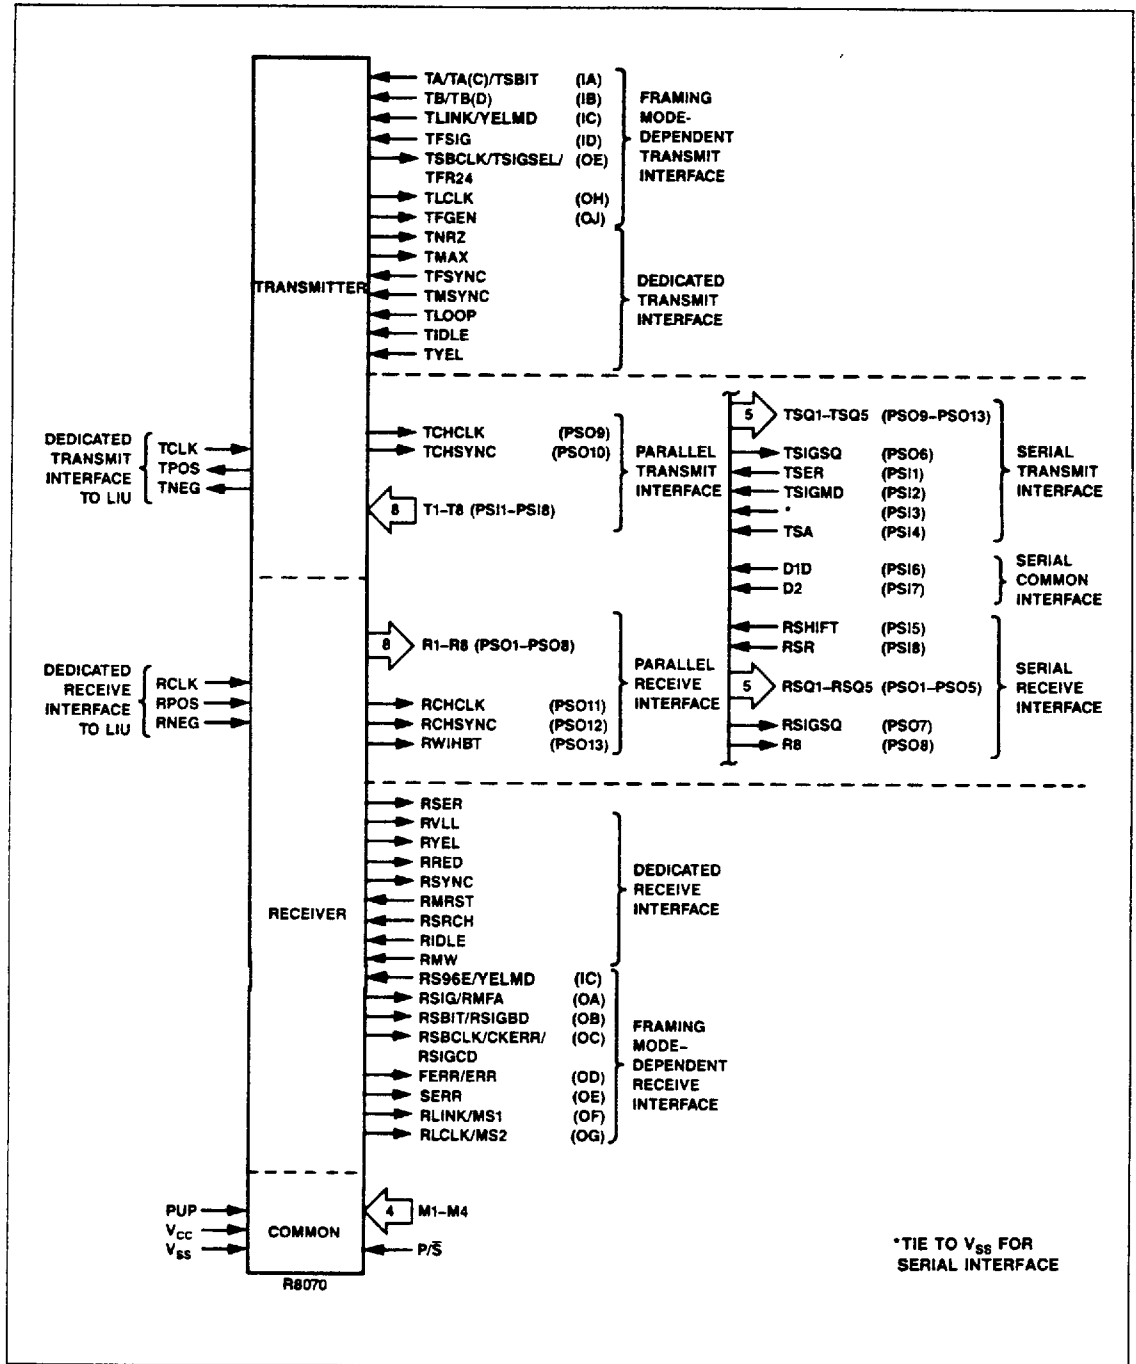 TA/TA(C)/TSBIT (IA)
TB/TB(D) (IB)
TLINK/YELMD (IC)
TFSIG (ID)
TSBCLK/TSIGSEL/ (OE)
TFR24
TLCLK (OH)
TFGEN (OJ)
FRAMING
MODE-
DEPENDENT
TRANSMIT
INTERFACE
TNRZ
TMAX
TFSYNC
TMSYNC
TLOOP
TIDLE
TYEL
DEDICATED
TRANSMIT
INTERFACE
TRANSMITTER
DEDICATED
TRANSMIT
INTERFACE
TO LIU
TCLK
TPOS
TNEG
TCHCLK (PSO9)
TCHSYNC (PSO10)
8 T1–T8 (PSI1–PSI8)
PARALLEL
TRANSMIT
INTERFACE
5 TSQ1–TSQ5 (PSO9–PSO13)
TSIGSQ (PSO6)
TSER (PSI1)
TSIGMD (PSI2)
* (PSI3)
TSA (PSI4)
SERIAL
TRANSMIT
INTERFACE
D1D (PSI6)
D2 (PSI7)
SERIAL
COMMON
INTERFACE
DEDICATED
RECEIVE
INTERFACE
TO LIU
RCLK
RPOS
RNEG
8 R1–R8 (PSO1–PSO8)
RCHCLK (PSO11)
RCHSYNC (PSO12)
RWIHBT (PSO13)
PARALLEL
RECEIVE
INTERFACE
RSHIFT (PSI5)
RSR (PSI8)
5 RSQ1–RSQ5 (PSO1–PSO5)
RSIGSQ (PSO7)
R8 (PSO8)
SERIAL
RECEIVE
INTERFACE
RECEIVER
RSER
RVLL
RYEL
RRED
RSYNC
RMRST
RSRCH
RIDLE
RMW
DEDICATED
RECEIVE
INTERFACE
RS96E/YELMD (IC)
RSIG/RMFA (OA)
RSBIT/RSIGBD (OB)
RSBCLK/CKERR/ (OC)
RSIGCD
FERR/ERR (OD)
SERR (OE)
RLINK/MS1 (OF)
RLCLK/MS2 (OG)
FRAMING
MODE-
DEPENDENT
RECEIVE
INTERFACE
PUP
VCC
VSS
COMMON
4 M1–M4
P/S̅
R8070
*TIE TO VSS FOR
SERIAL INTERFACE